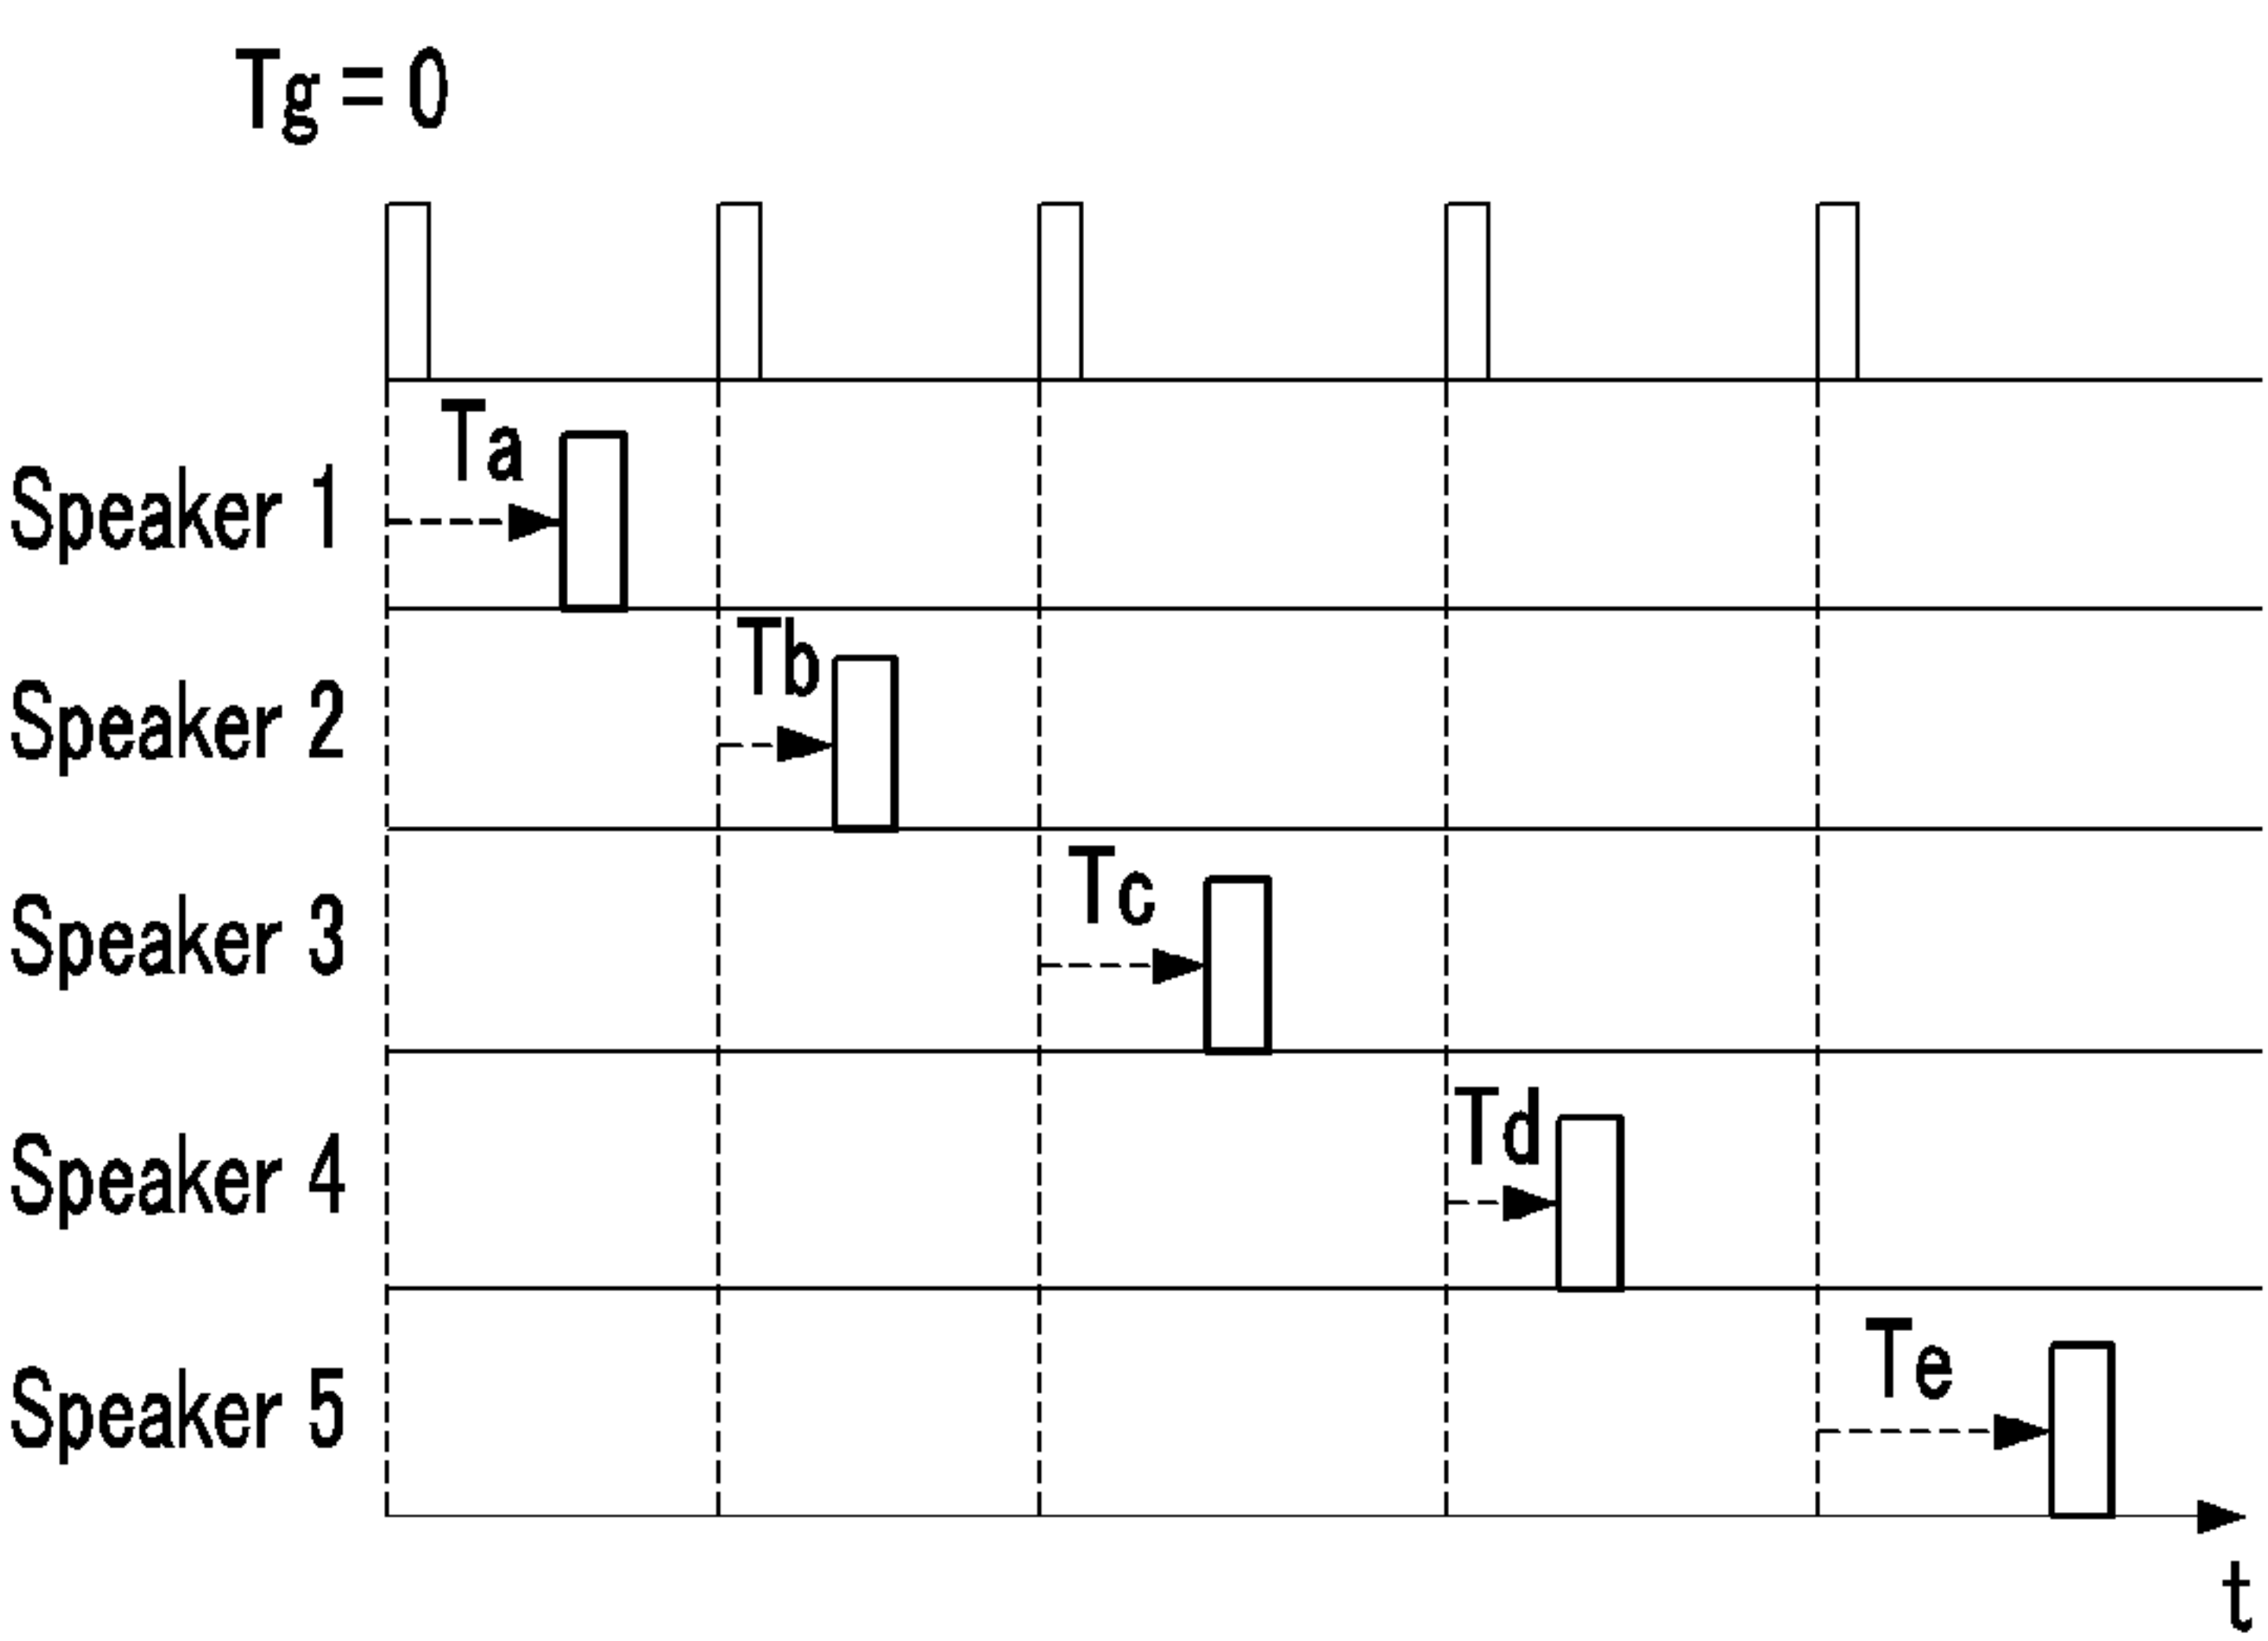 Tg = 0
Ta
Speaker 1
Tb
Speaker 2
Tc
Speaker 3
Td
Speaker 4
Te
Speaker 5
t